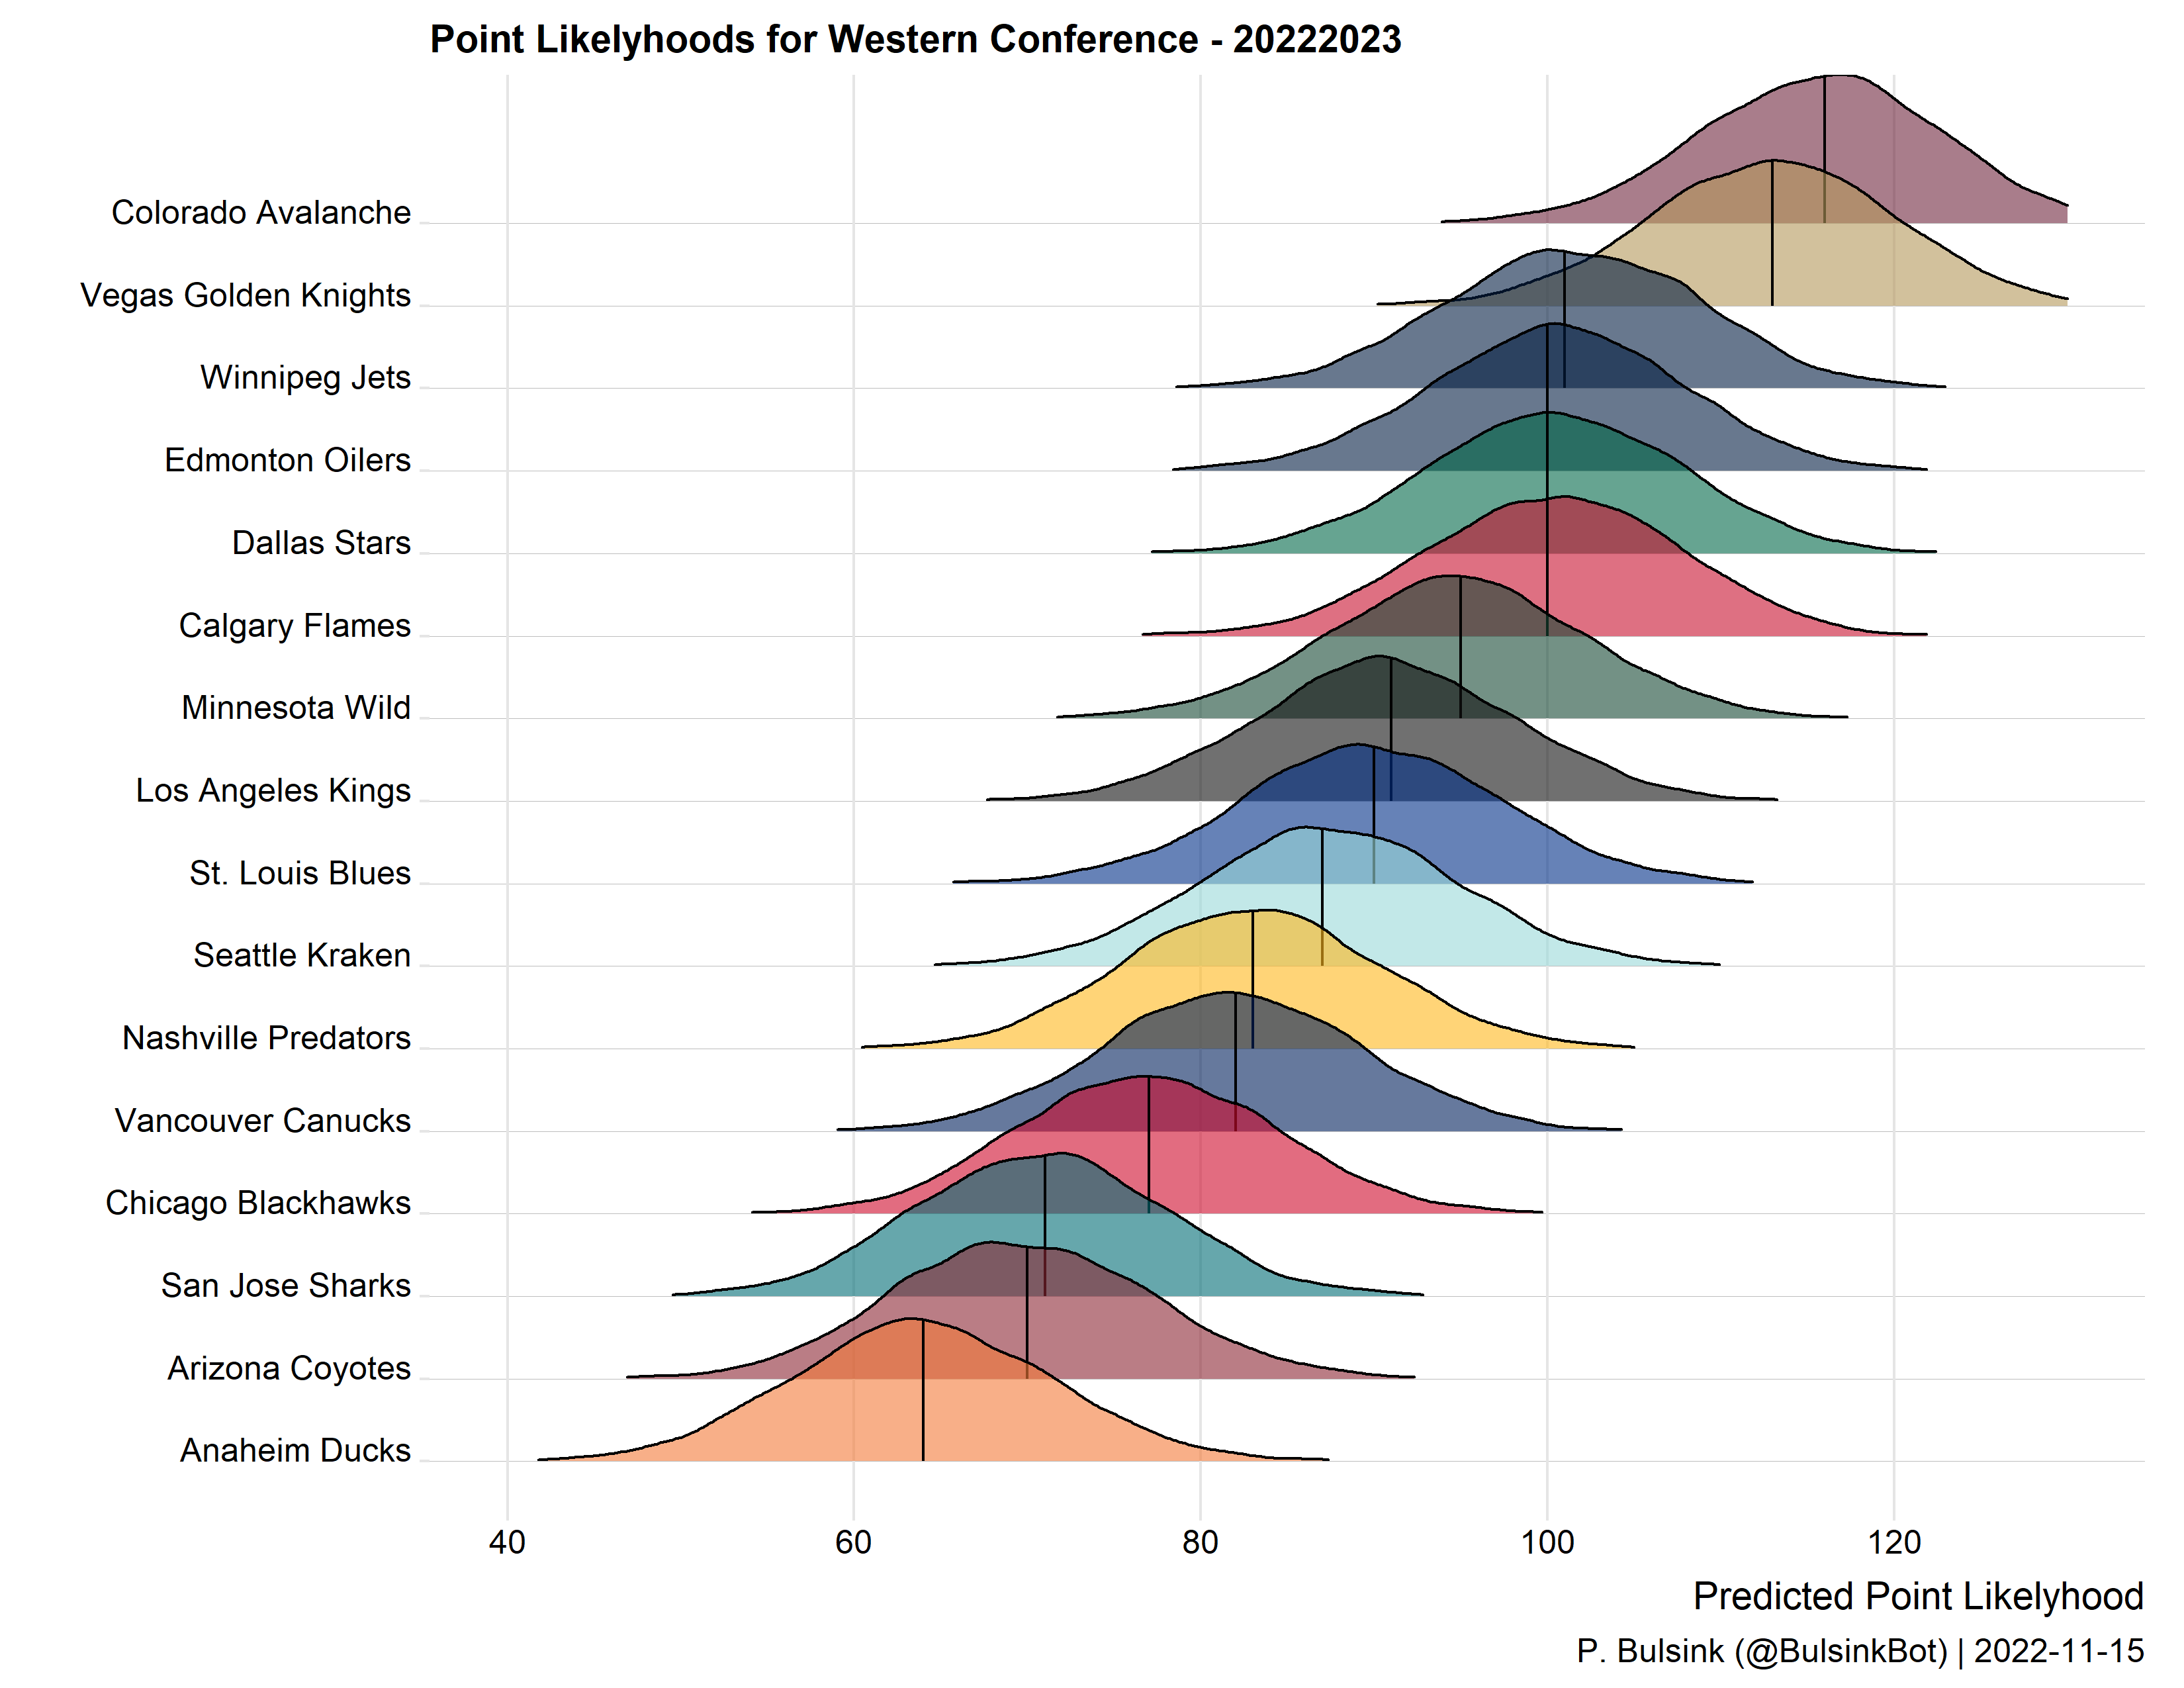 Point Likelyhoods for Western Conference - 20222023
Colorado Avalanche
Vegas Golden Knights
Winnipeg Jets
Edmonton Oilers
Dallas Stars
Calgary Flames
Minnesota Wild
Los Angeles Kings
St. Louis Blues
Seattle Kraken
Nashville Predators
Vancouver Canucks
Chicago Blackhawks
San Jose Sharks
Arizona Coyotes
Anaheim Ducks
40 60 80 100 120
Predicted Point Likelyhood
P. Bulsink (@BulsinkBot) | 2022-11-15